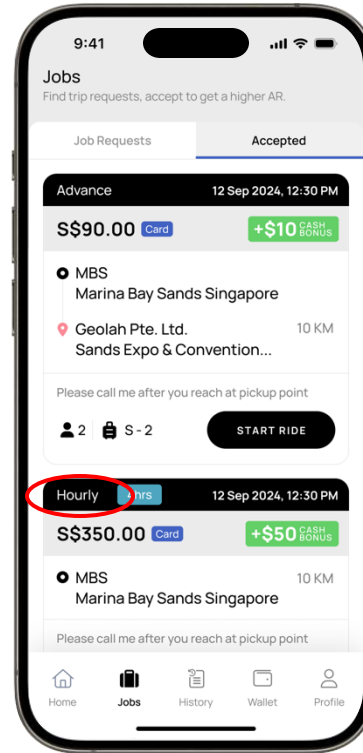 9:41
Jobs
Find trip requests, accept to get a higher AR.
Job Requests Accepted
Advance 12 Sep 2024, 12:30 PM
S$90.00 Card +$10 CASH BONUS
MBS
Marina Bay Sands Singapore
Geolah Pte. Ltd. 10 KM
Sands Expo & Convention...
Please call me after you reach at pickup point
2 S - 2 START RIDE
Hourly 4hrs 12 Sep 2024, 12:30 PM
S$350.00 Card +$50 CASH BONUS
MBS 10 KM
Marina Bay Sands Singapore
Please call me after you reach at pickup point
Home Jobs History Wallet Profile